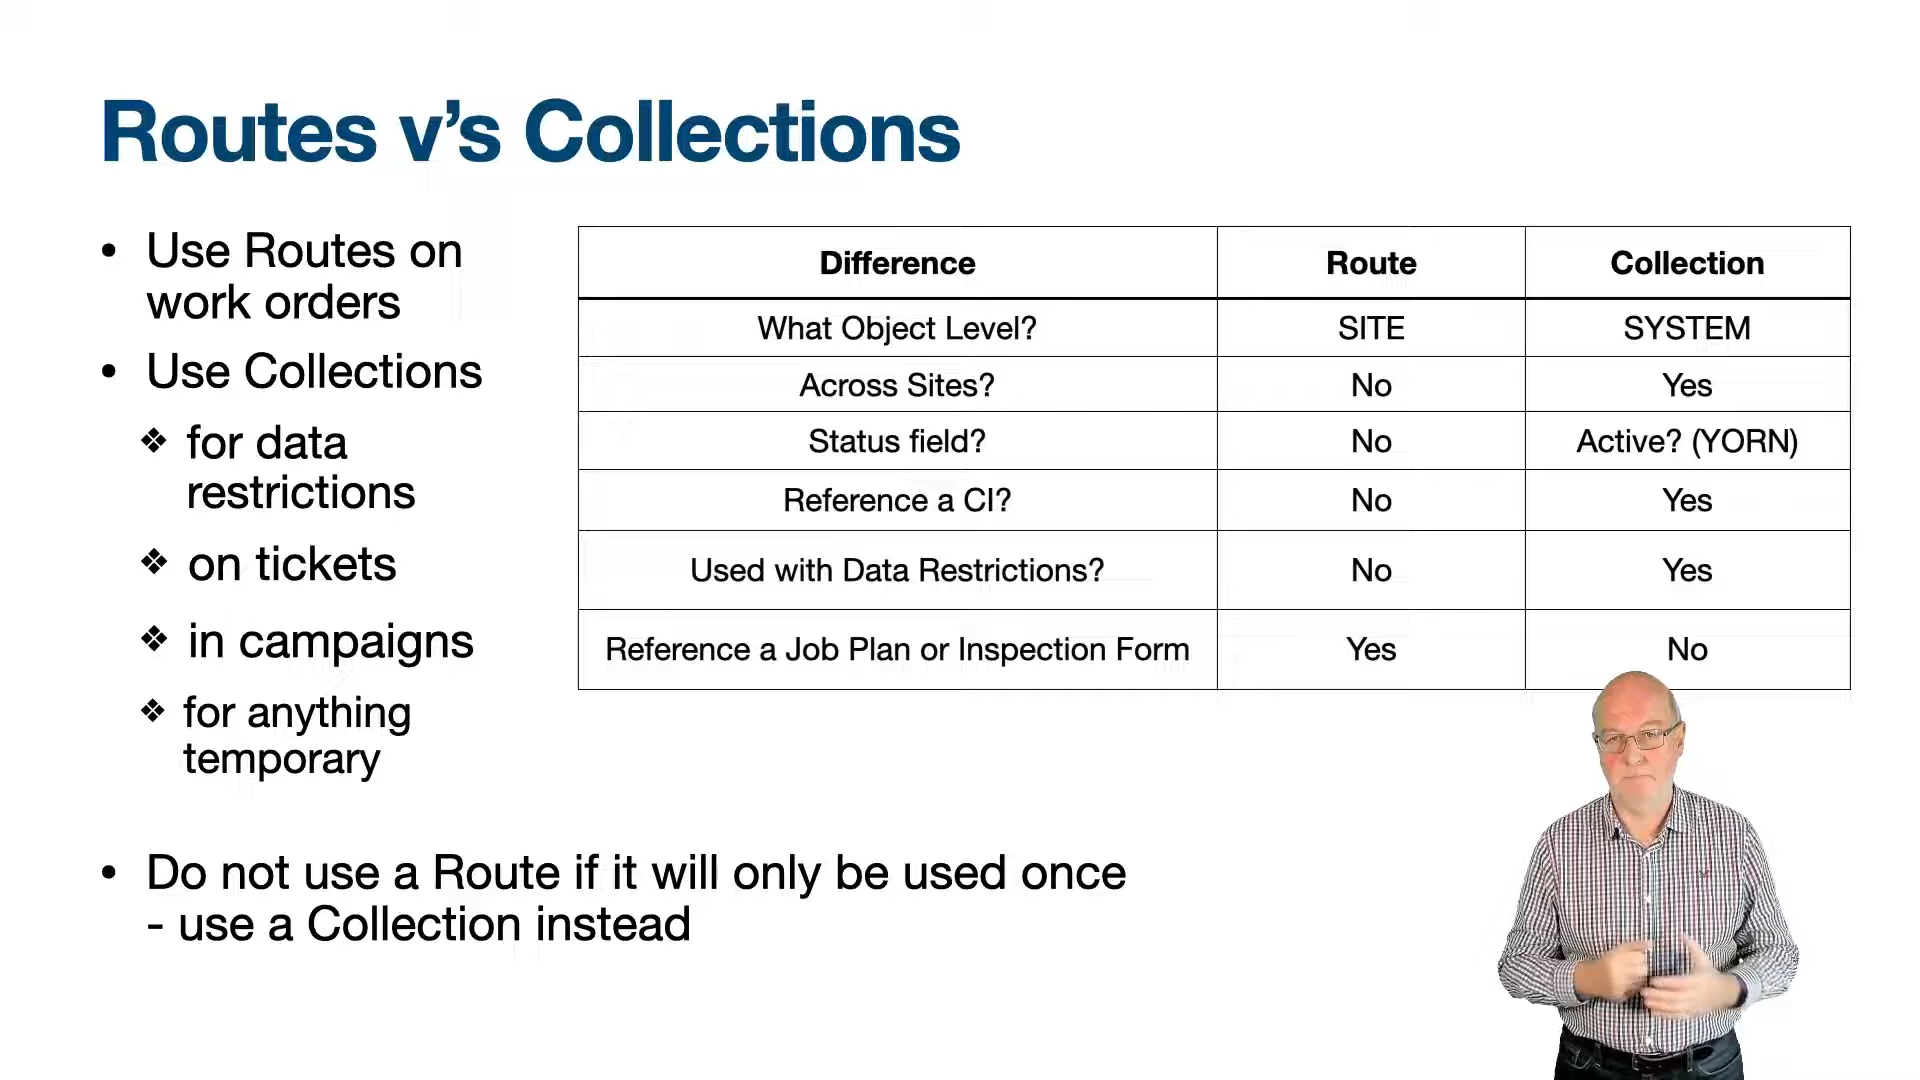 Routes v’s Collections
• Use Routes on
work orders
• Use Collections
❖ for data
restrictions
❖ on tickets
❖ in campaigns
❖ for anything
temporary
Difference Route Collection
What Object Level? SITE SYSTEM
Across Sites? No Yes
Status field? No Active? (YORN)
Reference a CI? No Yes
Used with Data Restrictions? No Yes
Reference a Job Plan or Inspection Form Yes No
• Do not use a Route if it will only be used once
- use a Collection instead